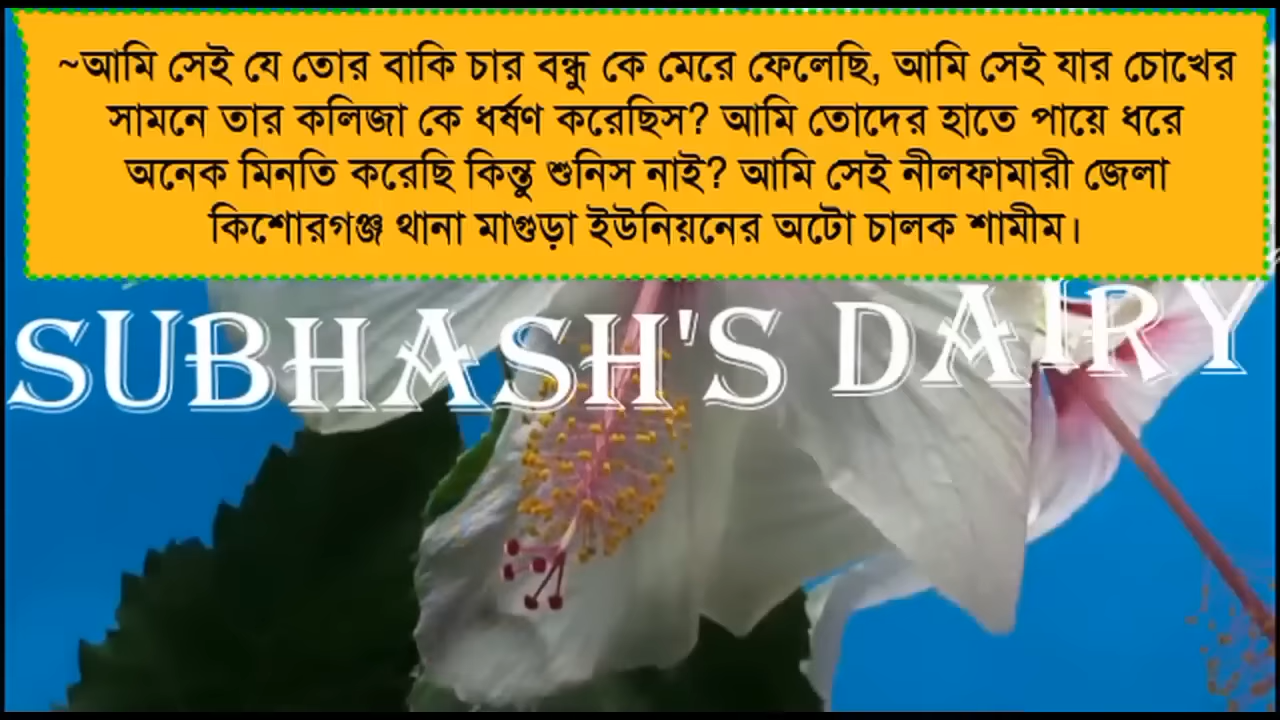 ~আমি সেই যে তোর বাকি চার বন্ধু কে মেরে ফেলেছি, আমি সেই যার চোখের
সামনে তার কলিজা কে ধর্ষণ করেছিস? আমি তোদের হাতে পায়ে ধরে
অনেক মিনতি করেছি কিন্তু শুনিস নাই? আমি সেই নীলফামারী জেলা
কিশোরগঞ্জ থানা মাগুড়া ইউনিয়নের অটো চালক শামীম।
SUBHASH'S DAIRY